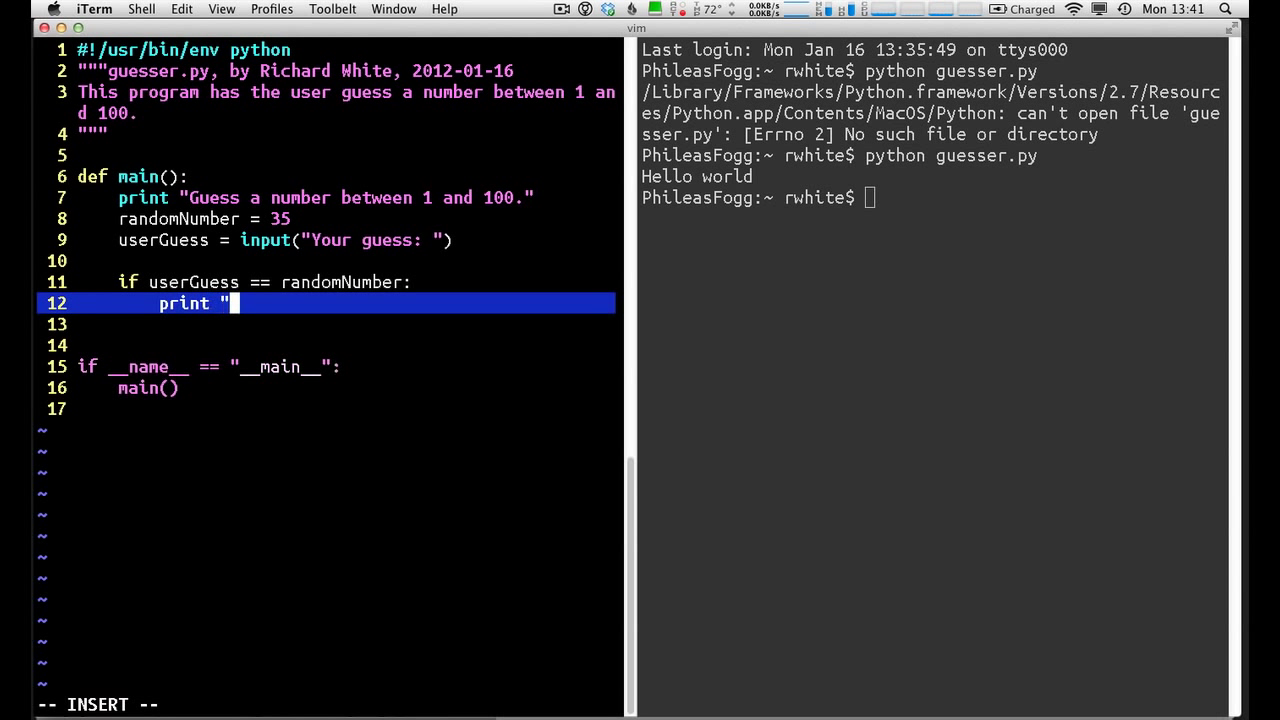 iTerm Shell Edit View Profiles Toolbelt Window Help 72° 0.0KB/s 0.0KB/s Charged Mon 13:41
vim
1 #!/usr/bin/env python
2 """guesser.py, by Richard White, 2012-01-16
3 This program has the user guess a number between 1 an
d 100.
4 """
5
6 def main():
7 print "Guess a number between 1 and 100."
8 randomNumber = 35
9 userGuess = input("Your guess: ")
10
11 if userGuess == randomNumber:
12 print "
13
14
15 if __name__ == "__main__":
16 main()
17
~
~
~
~
~
~
~
~
~
~
~
~
~
-- INSERT --
Last login: Mon Jan 16 13:35:49 on ttys000
PhileasFogg:~ rwhite$ python guesser.py
/Library/Frameworks/Python.framework/Versions/2.7/Resourc
es/Python.app/Contents/MacOS/Python: can't open file 'gue
sser.py': [Errno 2] No such file or directory
PhileasFogg:~ rwhite$ python guesser.py
Hello world
PhileasFogg:~ rwhite$